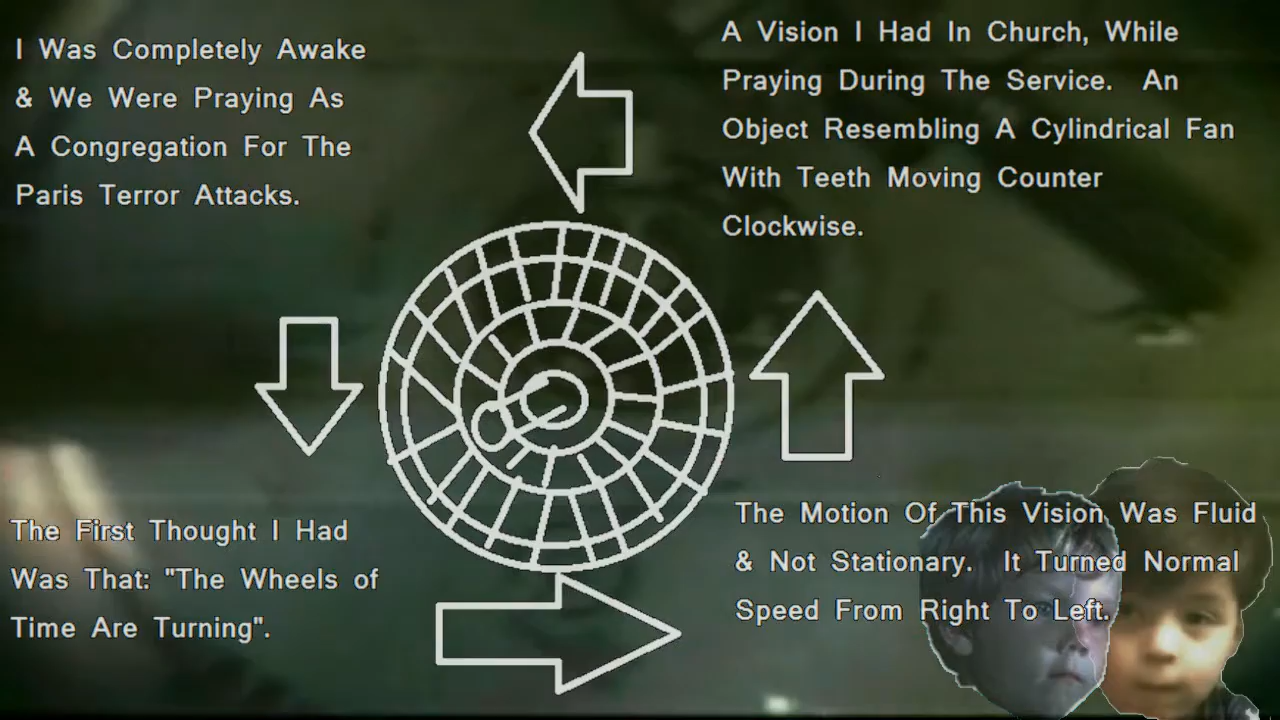 I Was Completely Awake
& We Were Praying As
A Congregation For The
Paris Terror Attacks.
A Vision I Had In Church, While
Praying During The Service. An
Object Resembling A Cylindrical Fan
With Teeth Moving Counter
Clockwise.
The First Thought I Had
Was That: "The Wheels of
Time Are Turning".
The Motion Of This Vision Was Fluid
& Not Stationary. It Turned Normal
Speed From Right To Left.